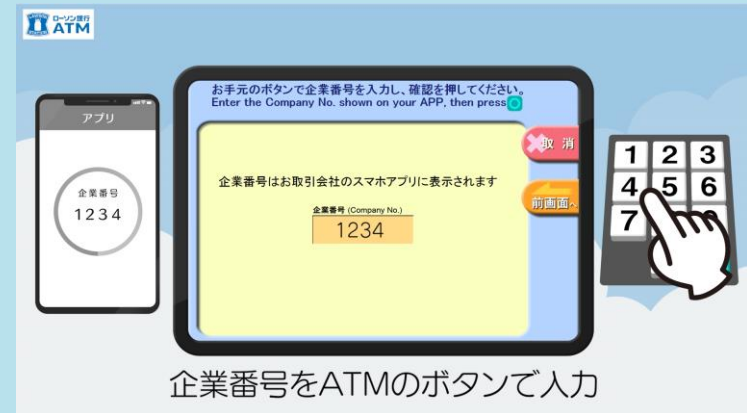 ローソン銀行
ATM
お手元のボタンで企業番号を入力し、確認を押してください。
Enter the Company No. shown on your APP, then press
アプリ
企業番号
1234
取消
前画面へ
企業番号はお取引会社のスマホアプリに表示されます
企業番号 (Company No.)
1234
1 2 3
4 5 6
7
企業番号をATMのボタンで入力